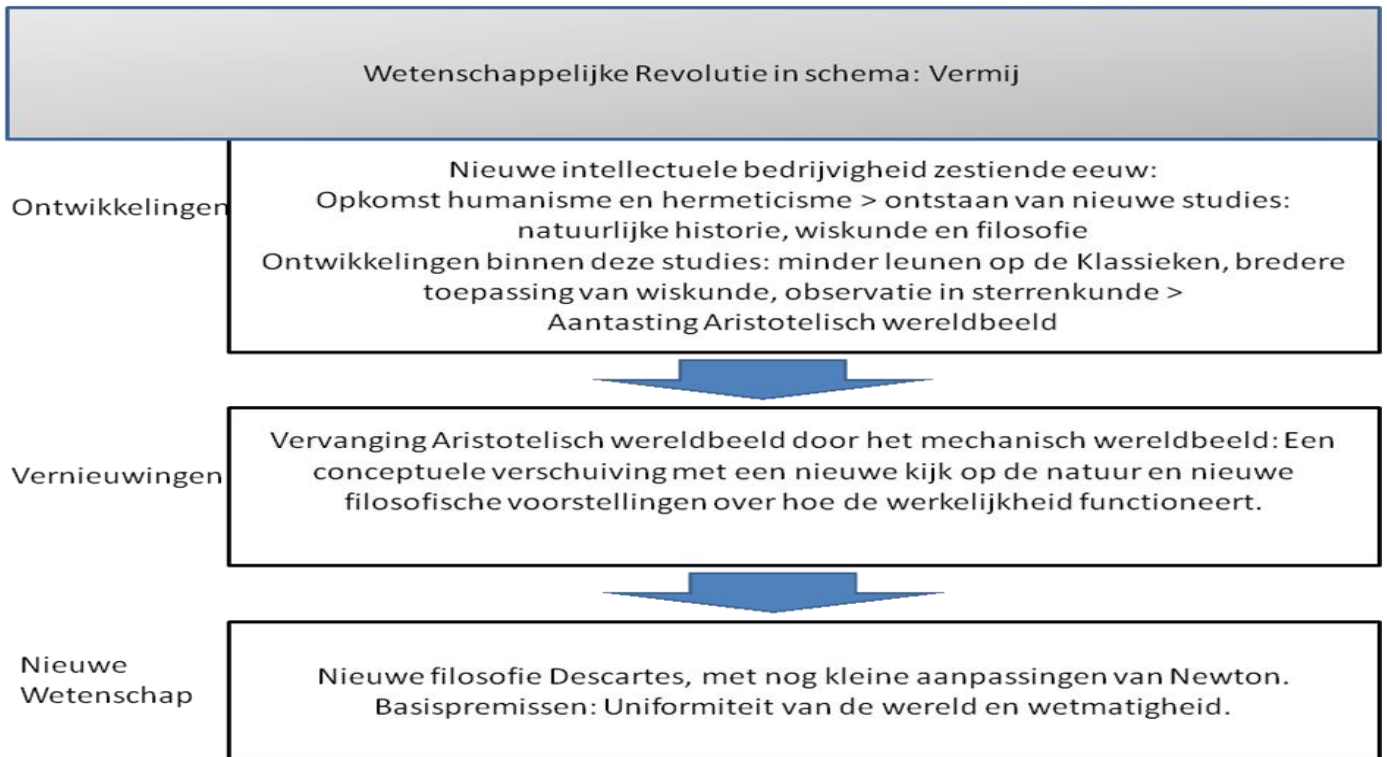 Wetenschappelijke Revolutie in schema: Vermij
Ontwikkelingen
Nieuwe intellectuele bedrijvigheid zestiende eeuw:
Opkomst humanisme en hermeticisme > ontstaan van nieuwe studies:
natuurlijke historie, wiskunde en filosofie
Ontwikkelingen binnen deze studies: minder leunen op de Klassieken, bredere
toepassing van wiskunde, observatie in sterrenkunde >
Aantasting Aristotelisch wereldbeeld
Vernieuwingen
Vervanging Aristotelisch wereldbeeld door het mechanisch wereldbeeld: Een
conceptuele verschuiving met een nieuwe kijk op de natuur en nieuwe
filosofische voorstellingen over hoe de werkelijkheid functioneert.
Nieuwe
Wetenschap
Nieuwe filosofie Descartes, met nog kleine aanpassingen van Newton.
Basispremissen: Uniformiteit van de wereld en wetmatigheid.